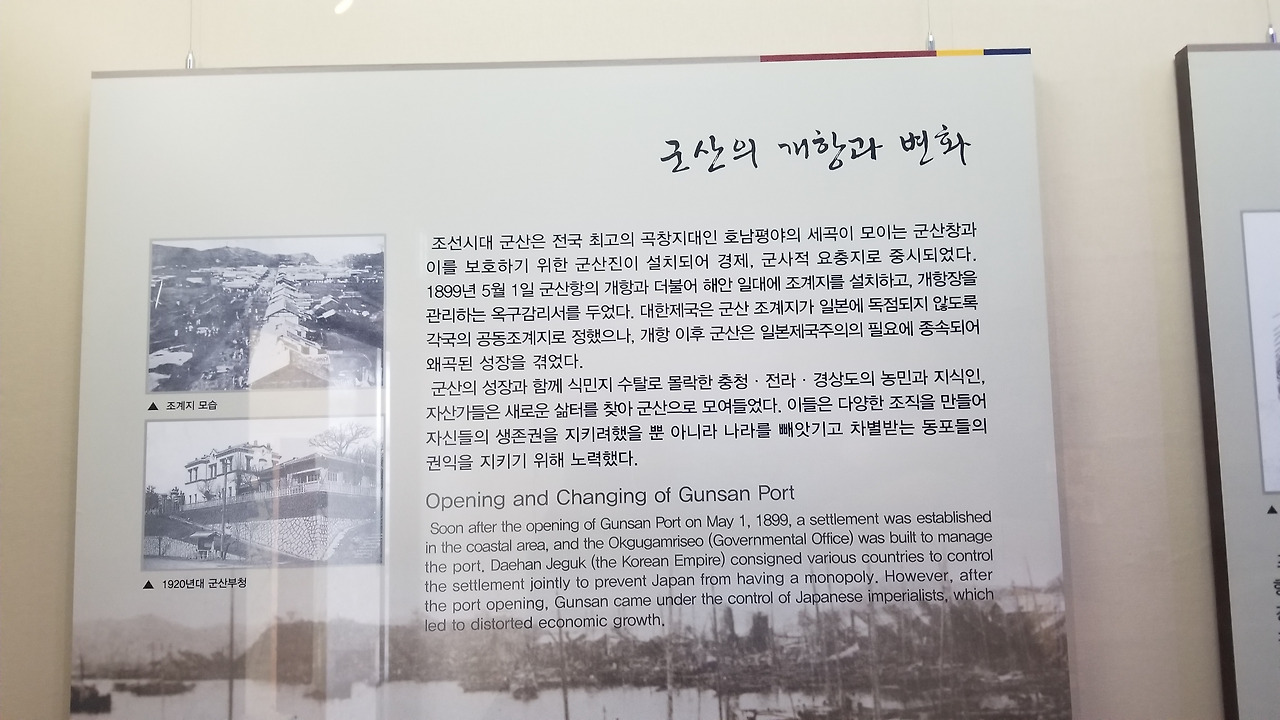 군산의 개항과 변화
조선시대 군산은 전국 최고의 곡창지대인 호남평야의 세곡이 모이는 군산창과
이를 보호하기 위한 군산진이 설치되어 경제, 군사적 요충지로 중시되었다.
1899년 5월 1일 군산항의 개항과 더불어 해안 일대에 조계지를 설치하고, 개항장을
관리하는 옥구감리서를 두었다. 대한제국은 군산 조계지가 일본에 독점되지 않도록
각국의 공동조계지로 정했으나, 개항 이후 군산은 일본제국주의의 필요에 종속되어
왜곡된 성장을 겪었다.
군산의 성장과 함께 식민지 수탈로 몰락한 충청 · 전라 · 경상도의 농민과 지식인,
자산가들은 새로운 삶터를 찾아 군산으로 모여들었다. 이들은 다양한 조직을 만들어
자신들의 생존권을 지키려했을 뿐 아니라 나라를 빼앗기고 차별받는 동포들의
권익을 지키기 위해 노력했다.
Opening and Changing of Gunsan Port
Soon after the opening of Gunsan Port on May 1, 1899, a settlement was established
in the coastal area, and the Okgugamriseo (Governmental Office) was built to manage
the port. Daehan Jeguk (the Korean Empire) consigned various countries to control
the settlement jointly to prevent Japan from having a monopoly. However, after
the port opening, Gunsan came under the control of Japanese imperialists, which
led to distorted economic growth.
▲ 조계지 모습
▲ 1920년대 군산부청